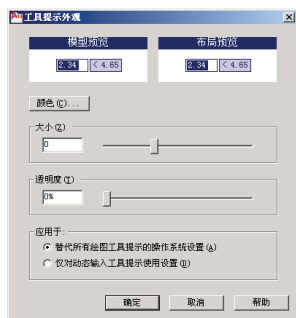 工具提示外观
模型预览 布局预览
2.34 < 4.65 2.34 < 4.65
颜色(C)...
大小(Z)
0
透明度(T)
0%
应用于:
替代所有绘图工具提示的操作系统设置(A)
仅对动态输入工具提示使用设置(D)
确定 取消 帮助